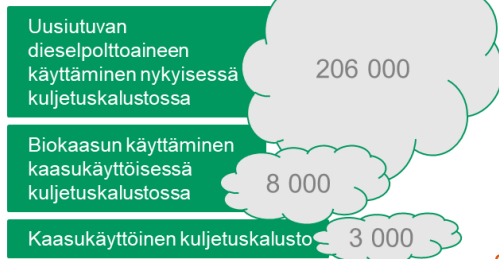 Uusiutuvan
dieselpolttoaineen
käyttäminen nykyisessä
kuljetuskalustossa
206 000
Biokaasun käyttäminen
kaasukäyttöisessä
kuljetuskalustossa
8 000
Kaasukäyttöinen kuljetuskalusto
3 000